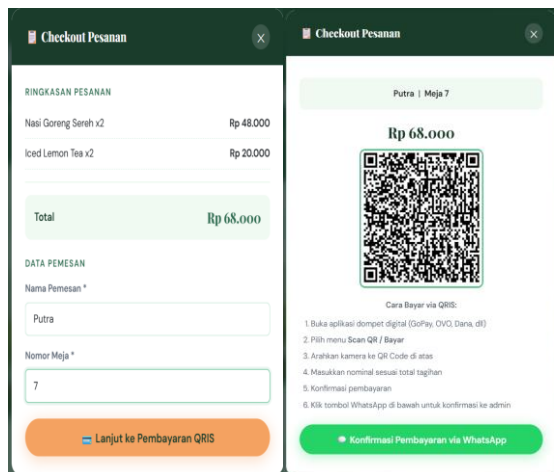 Checkout Pesanan
X
RINGKASAN PESANAN
Nasi Goreng Sereh x2 Rp 48.000
Iced Lemon Tea x2 Rp 20.000
Total Rp 68.000
DATA PEMESAN
Nama Pemesan *
Putra
Nomor Meja *
7
Lanjut ke Pembayaran QRIS
Checkout Pesanan
X
Putra | Meja 7
Rp 68.000
Cara Bayar via QRIS:
1. Buka aplikasi dompet digital (GoPay, OVO, Dana, dll)
2. Pilih menu Scan QR / Bayar
3. Arahkan kamera ke QR Code di atas
4. Masukkan nominal sesuai total tagihan
5. Konfirmasi pembayaran
6. Klik tombol WhatsApp di bawah untuk konfirmasi ke admin
Konfirmasi Pembayaran via WhatsApp